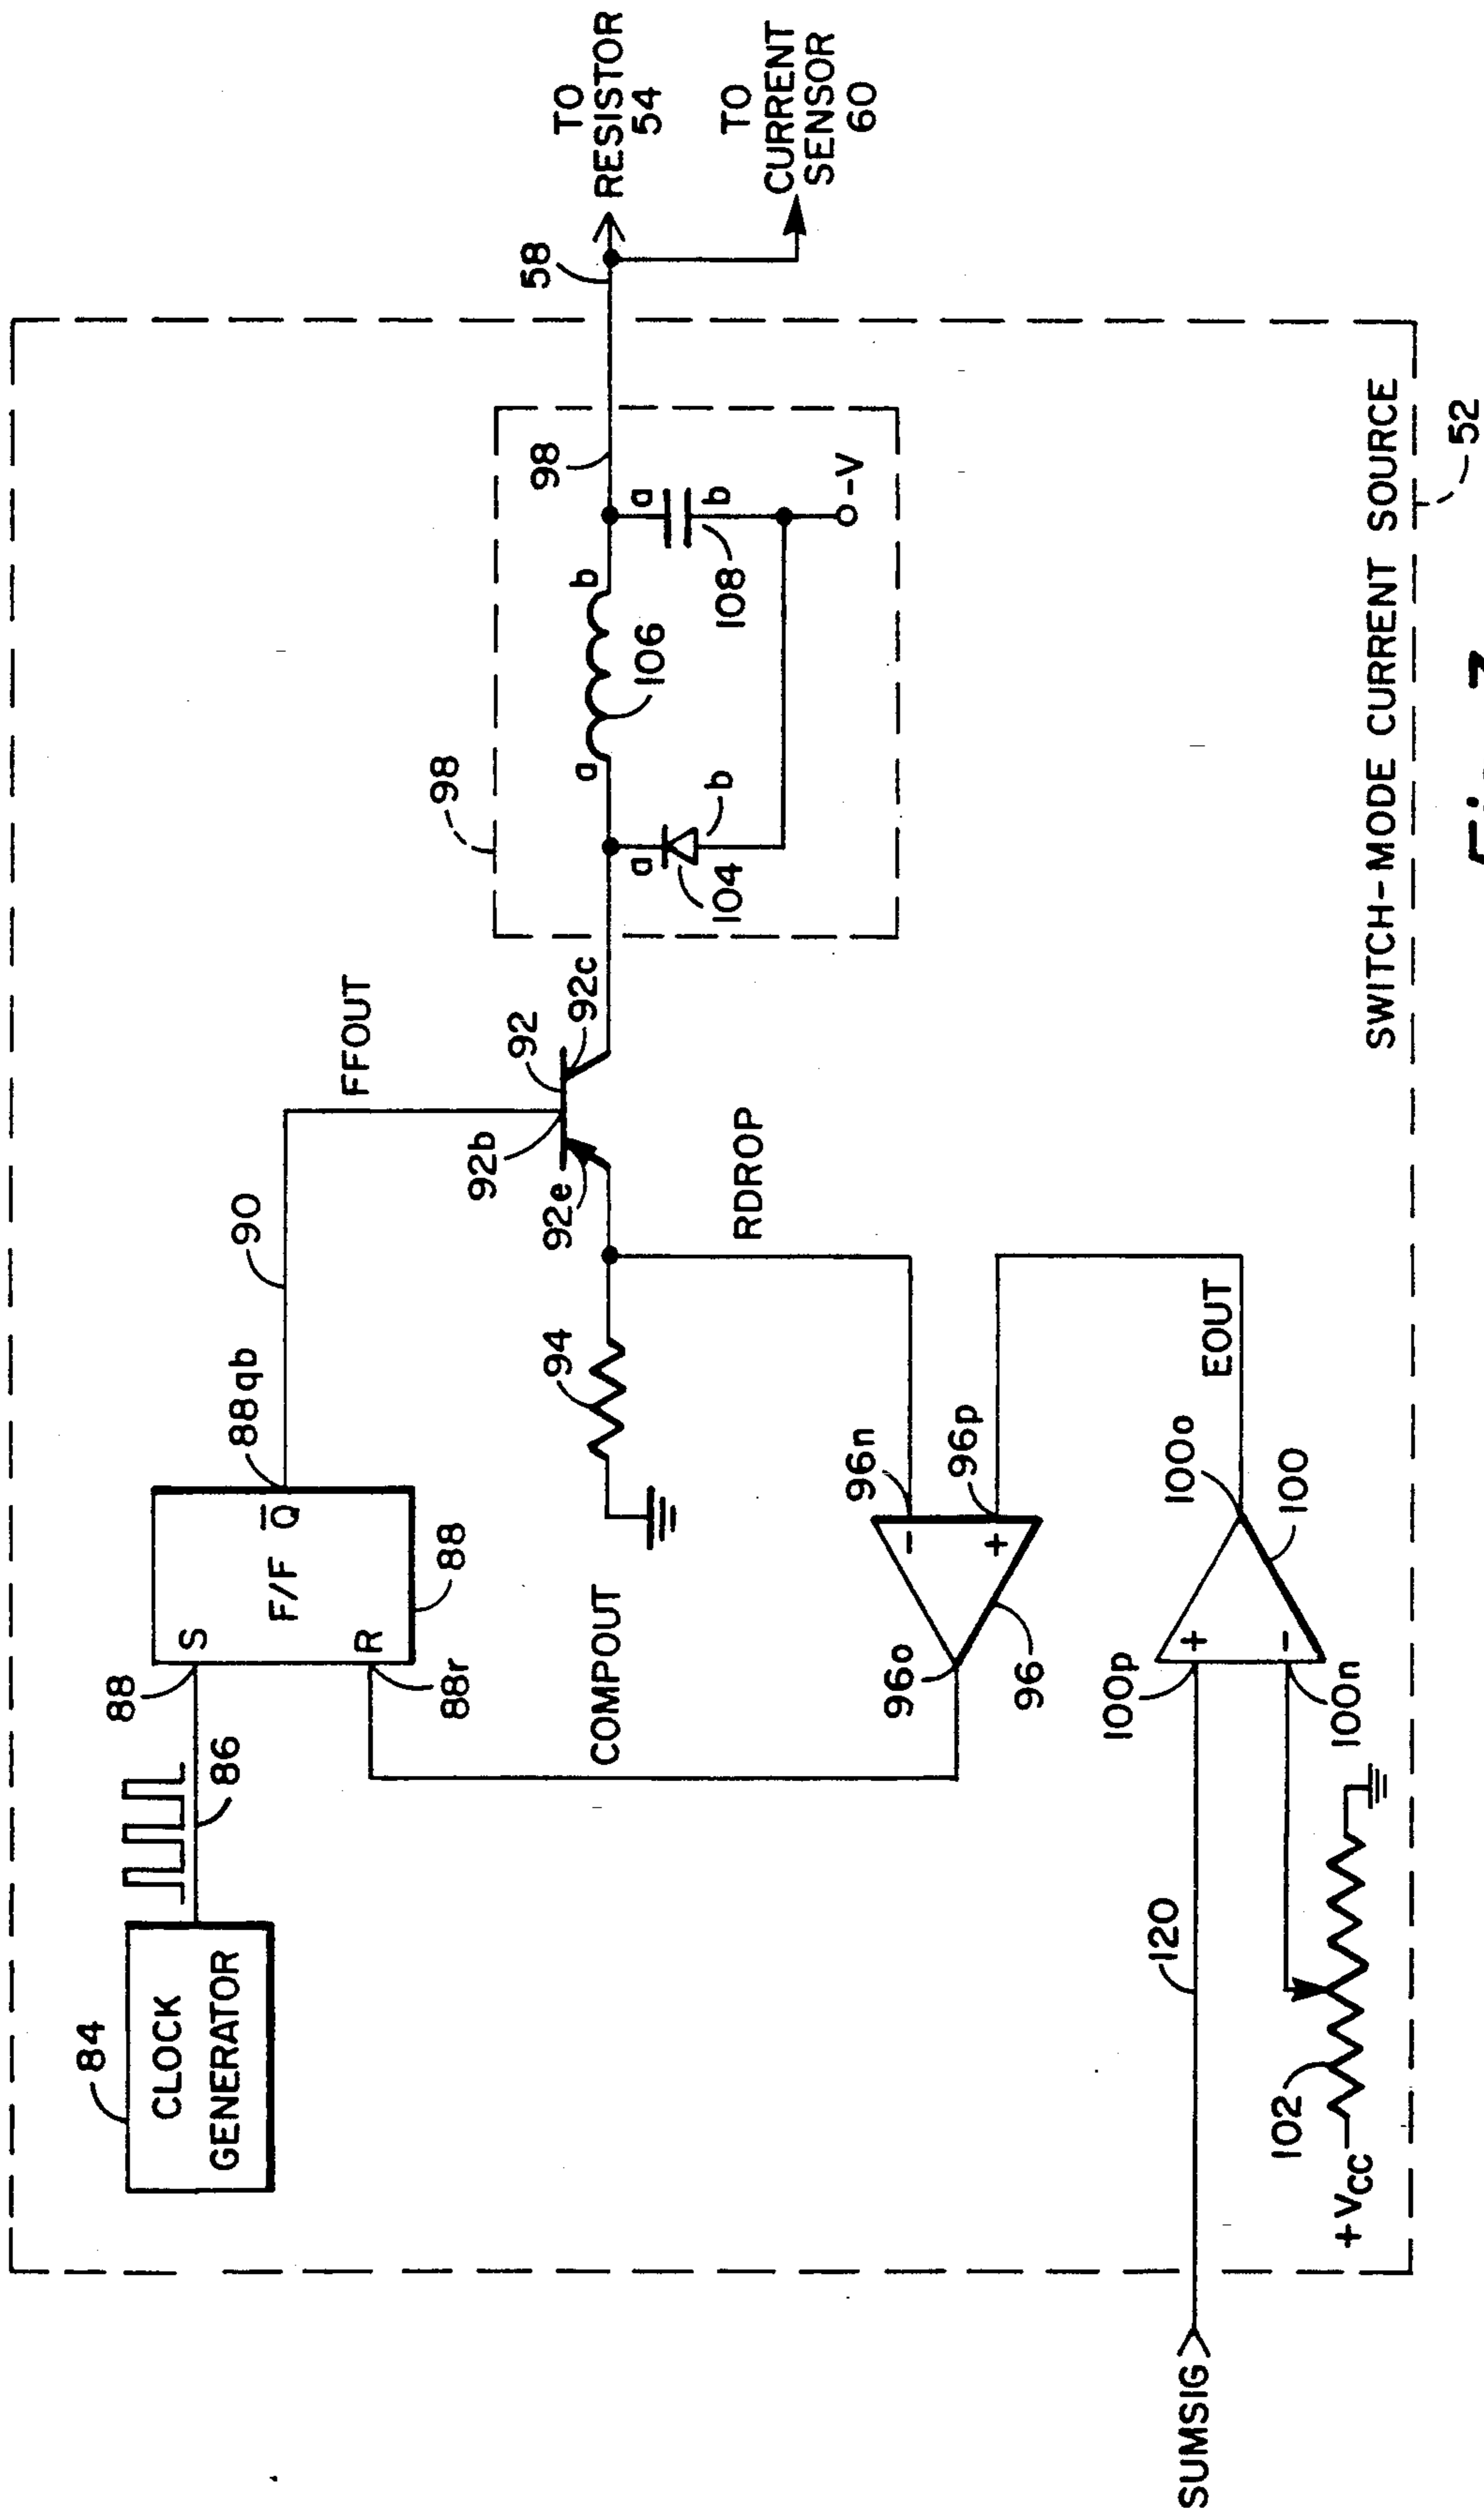 84
CLOCK
GENERATOR
86
88
S
F/F
Q̅
R
88r
88
88qb
90
FFOUT
92
92b
92c
92e
94
RDROP
COMPOUT
96n
96p
-
+
96o
96
EOUT
100p
100o
+
-
100
100n
120
SUMSIG
102
+VCC
98
a
106
b
98
a
104
b
a
108
b
-V
58
TO
RESISTOR
54
TO
CURRENT
SENSOR
60
SWITCH-MODE CURRENT SOURCE
52